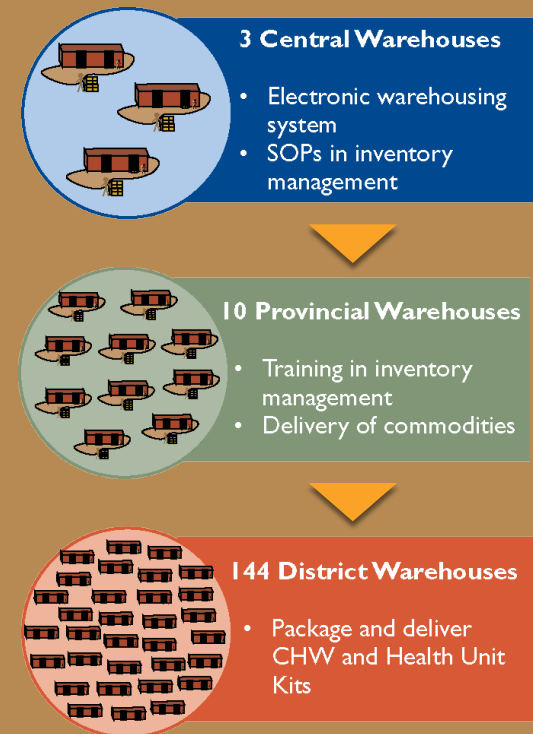 3 Central Warehouses
• Electronic warehousing
system
• SOPs in inventory
management
10 Provincial Warehouses
• Training in inventory
management
• Delivery of commodities
144 District Warehouses
• Package and deliver
CHW and Health Unit
Kits